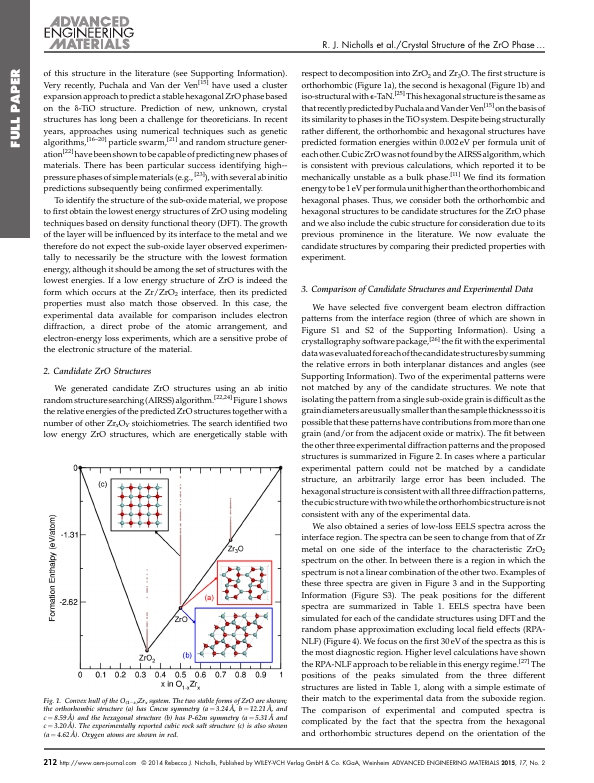 ADVANCED
ENGINEERING
MATERIALS
R. J. Nicholls et al./Crystal Structure of the ZrO Phase ...
FULL PAPER
of this structure in the literature (see Supporting Information).
Very recently, Puchala and Van der Ven[15] have used a cluster
expansion approach to predict a stable hexagonal ZrO phase based
on the δ-TiO structure. Prediction of new, unknown, crystal
structures has long been a challenge for theoreticians. In recent
years, approaches using numerical techniques such as genetic
algorithms,[16–20] particle swarm,[21] and random structure gener-
ation[22] have been shown to be capable of predicting new phases of
materials. There has been particular success identifying high--
pressure phases of simple materials (e.g., [23]), with several ab initio
predictions subsequently being confirmed experimentally.
To identify the structure of the sub-oxide material, we propose
to first obtain the lowest energy structures of ZrO using modeling
techniques based on density functional theory (DFT). The growth
of the layer will be influenced by its interface to the metal and we
therefore do not expect the sub-oxide layer observed experimen-
tally to necessarily be the structure with the lowest formation
energy, although it should be among the set of structures with the
lowest energies. If a low energy structure of ZrO is indeed the
form which occurs at the Zr/ZrO2 interface, then its predicted
properties must also match those observed. In this case, the
experimental data available for comparison includes electron
diffraction, a direct probe of the atomic arrangement, and
electron-energy loss experiments, which are a sensitive probe of
the electronic structure of the material.
2. Candidate ZrO Structures
We generated candidate ZrO structures using an ab initio
random structure searching (AIRSS) algorithm.[22,24] Figure 1 shows
the relative energies of the predicted ZrO structures together with a
number of other ZrxOY stoichiometries. The search identified two
low energy ZrO structures, which are energetically stable with
0
-1.31
-2.62
Formation Enthalpy (eV/atom)
(c)
Zr3O
(a)
ZrO
(b)
ZrO2
0 0.1 0.2 0.3 0.4 0.5 0.6 0.7 0.8 0.9 1
x in O1-xZrx
Fig. 1. Convex hull of the O(1−x)Zrx system. The two stable forms of ZrO are shown;
the orthorhombic structure (a) has Cmcm symmetry (a = 3.24 Å, b = 12.21 Å, and
c = 8.59 Å) and the hexagonal structure (b) has P-62m symmetry (a = 5.31 Å and
c = 3.20 Å). The experimentally reported cubic rock salt structure (c) is also shown
(a = 4.62 Å). Oxygen atoms are shown in red.
respect to decomposition into ZrO2 and Zr3O. The first structure is
orthorhombic (Figure 1a), the second is hexagonal (Figure 1b) and
iso-structural with ε-TaN.[25] This hexagonal structure is the same as
that recently predicted by Puchala and Van der Ven[15] on the basis of
its similarity to phases in the TiO system. Despite being structurally
rather different, the orthorhombic and hexagonal structures have
predicted formation energies within 0.002 eV per formula unit of
each other. Cubic ZrO was not found by the AIRSS algorithm, which
is consistent with previous calculations, which reported it to be
mechanically unstable as a bulk phase.[11] We find its formation
energy to be 1 eV per formula unit higher than the orthorhombic and
hexagonal phases. Thus, we consider both the orthorhombic and
hexagonal structures to be candidate structures for the ZrO phase
and we also include the cubic structure for consideration due to its
previous prominence in the literature. We now evaluate the
candidate structures by comparing their predicted properties with
experiment.
3. Comparison of Candidate Structures and Experimental Data
We have selected five convergent beam electron diffraction
patterns from the interface region (three of which are shown in
Figure S1 and S2 of the Supporting Information). Using a
crystallography software package,[26] the fit with the experimental
data was evaluated for each of the candidate structures by summing
the relative errors in both interplanar distances and angles (see
Supporting Information). Two of the experimental patterns were
not matched by any of the candidate structures. We note that
isolating the pattern from a single sub-oxide grain is difficult as the
grain diameters are usually smaller than the sample thickness so it is
possible that these patterns have contributions from more than one
grain (and/or from the adjacent oxide or matrix). The fit between
the other three experimental diffraction patterns and the proposed
structures is summarized in Figure 2. In cases where a particular
experimental pattern could not be matched by a candidate
structure, an arbitrarily large error has been included. The
hexagonal structure is consistent with all three diffraction patterns,
the cubic structure with two while the orthorhombic structure is not
consistent with any of the experimental data.
We also obtained a series of low-loss EELS spectra across the
interface region. The spectra can be seen to change from that of Zr
metal on one side of the interface to the characteristic ZrO2
spectrum on the other. In between there is a region in which the
spectrum is not a linear combination of the other two. Examples of
these three spectra are given in Figure 3 and in the Supporting
Information (Figure S3). The peak positions for the different
spectra are summarized in Table 1. EELS spectra have been
simulated for each of the candidate structures using DFT and the
random phase approximation excluding local field effects (RPA-
NLF) (Figure 4). We focus on the first 30 eV of the spectra as this is
the most diagnostic region. Higher level calculations have shown
the RPA-NLF approach to be reliable in this energy regime.[27] The
positions of the peaks simulated from the three different
structures are listed in Table 1, along with a simple estimate of
their match to the experimental data from the suboxide region.
The comparison of experimental and computed spectra is
complicated by the fact that the spectra from the hexagonal
and orthorhombic structures depend on the orientation of the
212 http://www.aem-journal.com © 2014 Rebecca J. Nicholls, Published by WILEY-VCH Verlag GmbH & Co. KGaA, Weinheim ADVANCED ENGINEERING MATERIALS 2015, 17, No. 2